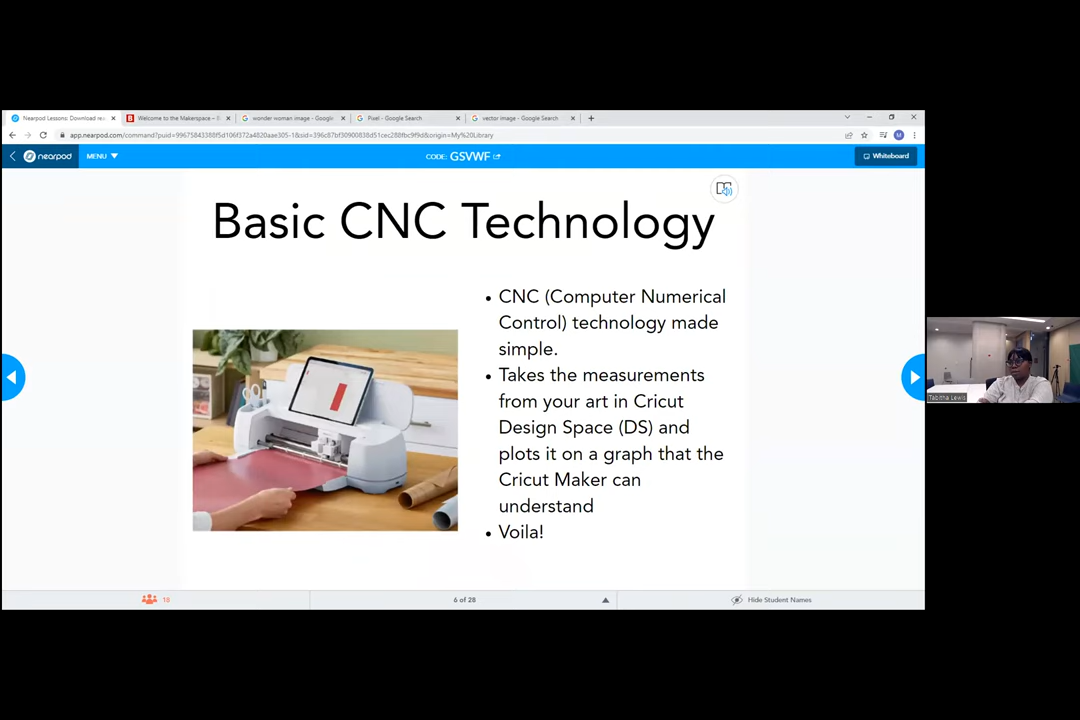 Nearpod Lessons: Download re
Welcome to the Makerspace –
wonder woman image - Google
Pixel - Google Search
vector image - Google Search
app.nearpod.com/command?puid=99675843388f5d106f372a4820aae305-1&sid=396c87bf30900838d51cec288fbc9f9d&origin=My%20Library
nearpod
MENU
CODE: GSVWF
Whiteboard
Basic CNC Technology
• CNC (Computer Numerical
Control) technology made
simple.
• Takes the measurements
from your art in Cricut
Design Space (DS) and
plots it on a graph that the
Cricut Maker can
understand
• Voila!
Tabitha Lewis
18
6 of 28
Hide Student Names